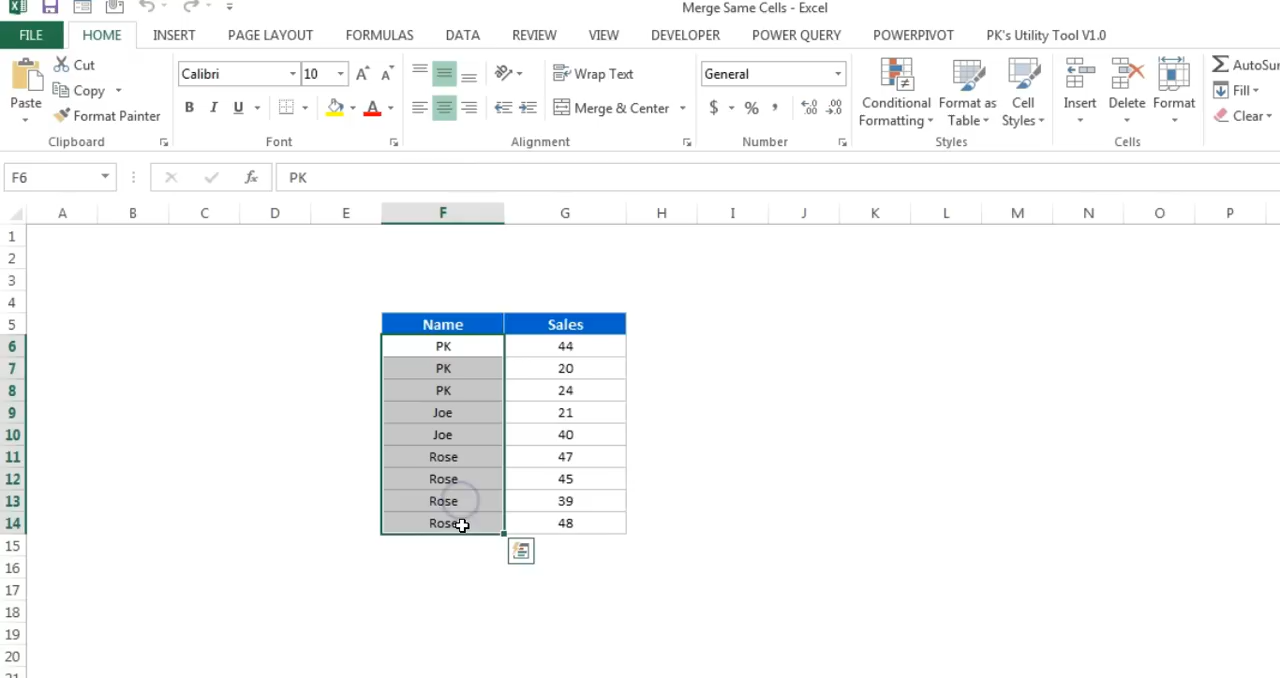 Merge Same Cells - Excel
FILE HOME INSERT PAGE LAYOUT FORMULAS DATA REVIEW VIEW DEVELOPER POWER QUERY POWERPIVOT PK's Utility Tool V1.0
Paste
Cut
Copy
Format Painter
Clipboard
Calibri 10
B I U
Font
Wrap Text
Merge & Center
Alignment
General
$ % ,
Number
Conditional Formatting
Format as Table
Cell Styles
Styles
Insert Delete Format
Cells
AutoSu
Fill
Clear
F6 fx PK
A B C D E F G H I J K L M N O P
1
2
3
4
5 Name Sales
6 PK 44
7 PK 20
8 PK 24
9 Joe 21
10 Joe 40
11 Rose 47
12 Rose 45
13 Rose 39
14 Rose 48
15
16
17
18
19
20
21